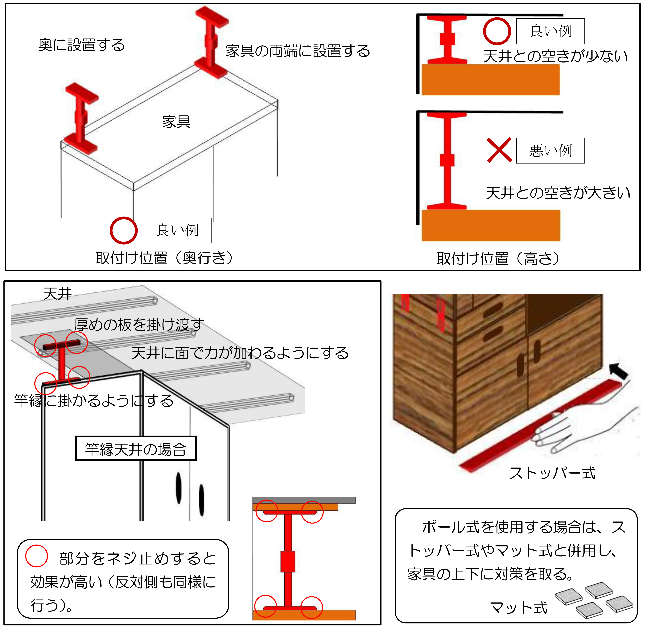 奥に設置する
家具の両端に設置する
家具
良い例
取付け位置（奥行き）
良い例
天井との空きが少ない
悪い例
天井との空きが大きい
取付け位置（高さ）
天井
厚めの板を掛け渡す
天井に面で力が加わるようにする
竿縁に掛かるようにする
竿縁天井の場合
部分をネジ止めすると
効果が高い（反対側も同様に
行う）。
ストッパー式
ポール式を使用する場合は、ス
トッパー式やマット式と併用し、
家具の上下に対策を取る。
マット式